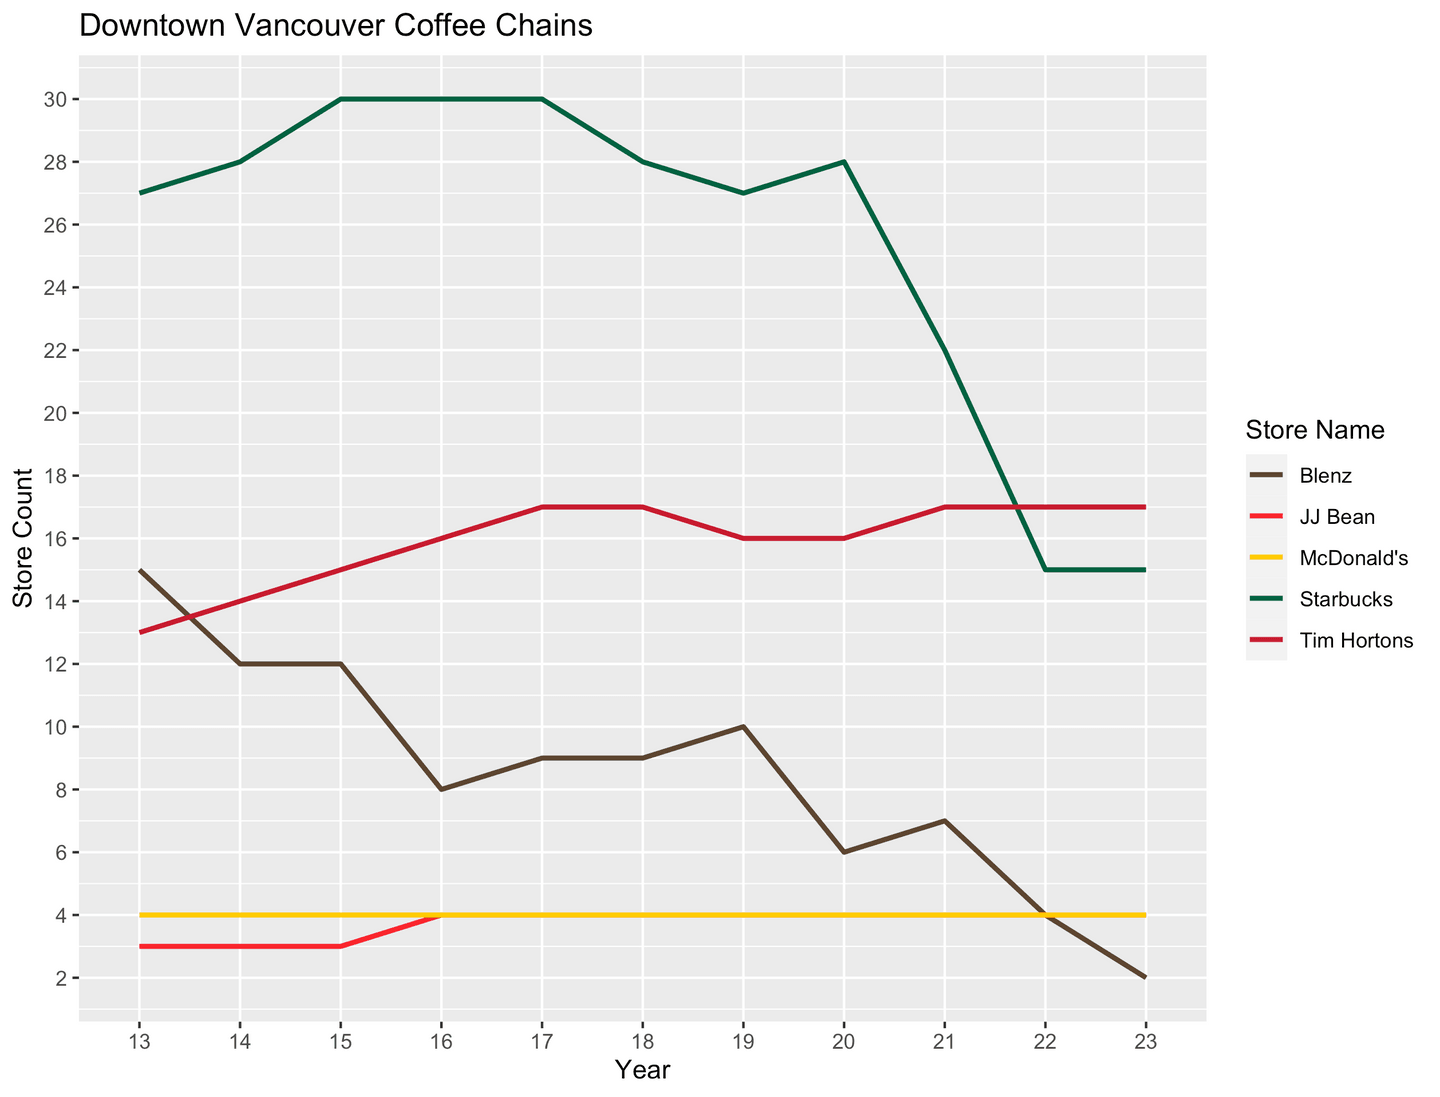 Downtown Vancouver Coffee Chains
Store Count
30
28
26
24
22
20
18
16
14
12
10
8
6
4
2
13 14 15 16 17 18 19 20 21 22 23
Year
Store Name
Blenz
JJ Bean
McDonald's
Starbucks
Tim Hortons